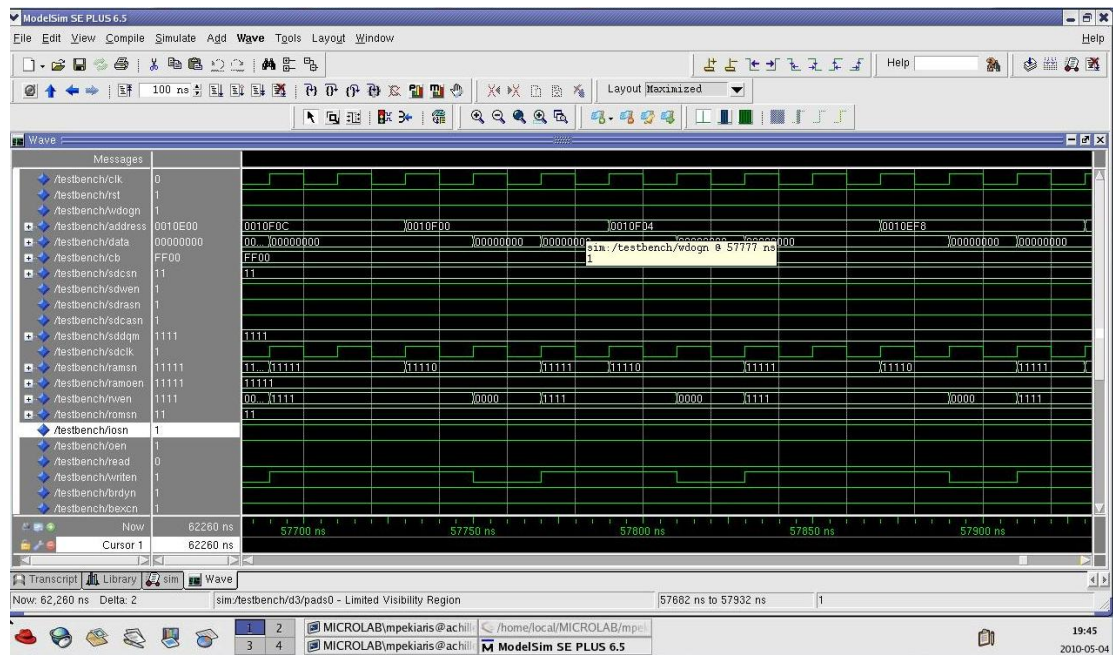 ModelSim SE PLUS 6.5
File Edit View Compile Simulate Add Wave Tools Layout Window Help
Help
100 ns Layout Maximized
Wave
Messages
/testbench/clk 0
/testbench/rst 1
/testbench/wdogn 1
/testbench/address 0010E00 0010F0C 0010F00 0010F04 0010EF8
/testbench/data 00000000 00... 00000000 00000000 00000000 00000000 00000000
sim:/testbench/wdogn @ 57777 ns
1
/testbench/cb FF00 FF00
/testbench/sdcsn 11 11
/testbench/sdwen 1
/testbench/sdrasn 1
/testbench/sdcasn 1
/testbench/sddqm 1111 1111
/testbench/sdclk 1
/testbench/ramsn 11111 11... 11111 11110 11111 11110 11111 11110 11111
/testbench/ramoen 11111 11111
/testbench/rwen 1111 00... 1111 0000 1111 0000 1111 0000 1111
/testbench/romsn 11 11
/testbench/iosn 1
/testbench/oen 1
/testbench/read 0
/testbench/writen 1
/testbench/brdyn 1
/testbench/bexcn 1
Now 62260 ns 57700 ns 57750 ns 57800 ns 57850 ns 57900 ns
Cursor 1 62260 ns
Transcript Library sim Wave
Now: 62,260 ns Delta: 2 sim:/testbench/d3/pads0 - Limited Visibility Region 57682 ns to 57932 ns 1
1 2 MICROLAB\mpekiaris@achill /home/local/MICROLAB/mpe 19:45
3 4 MICROLAB\mpekiaris@achill ModelSim SE PLUS 6.5 2010-05-04